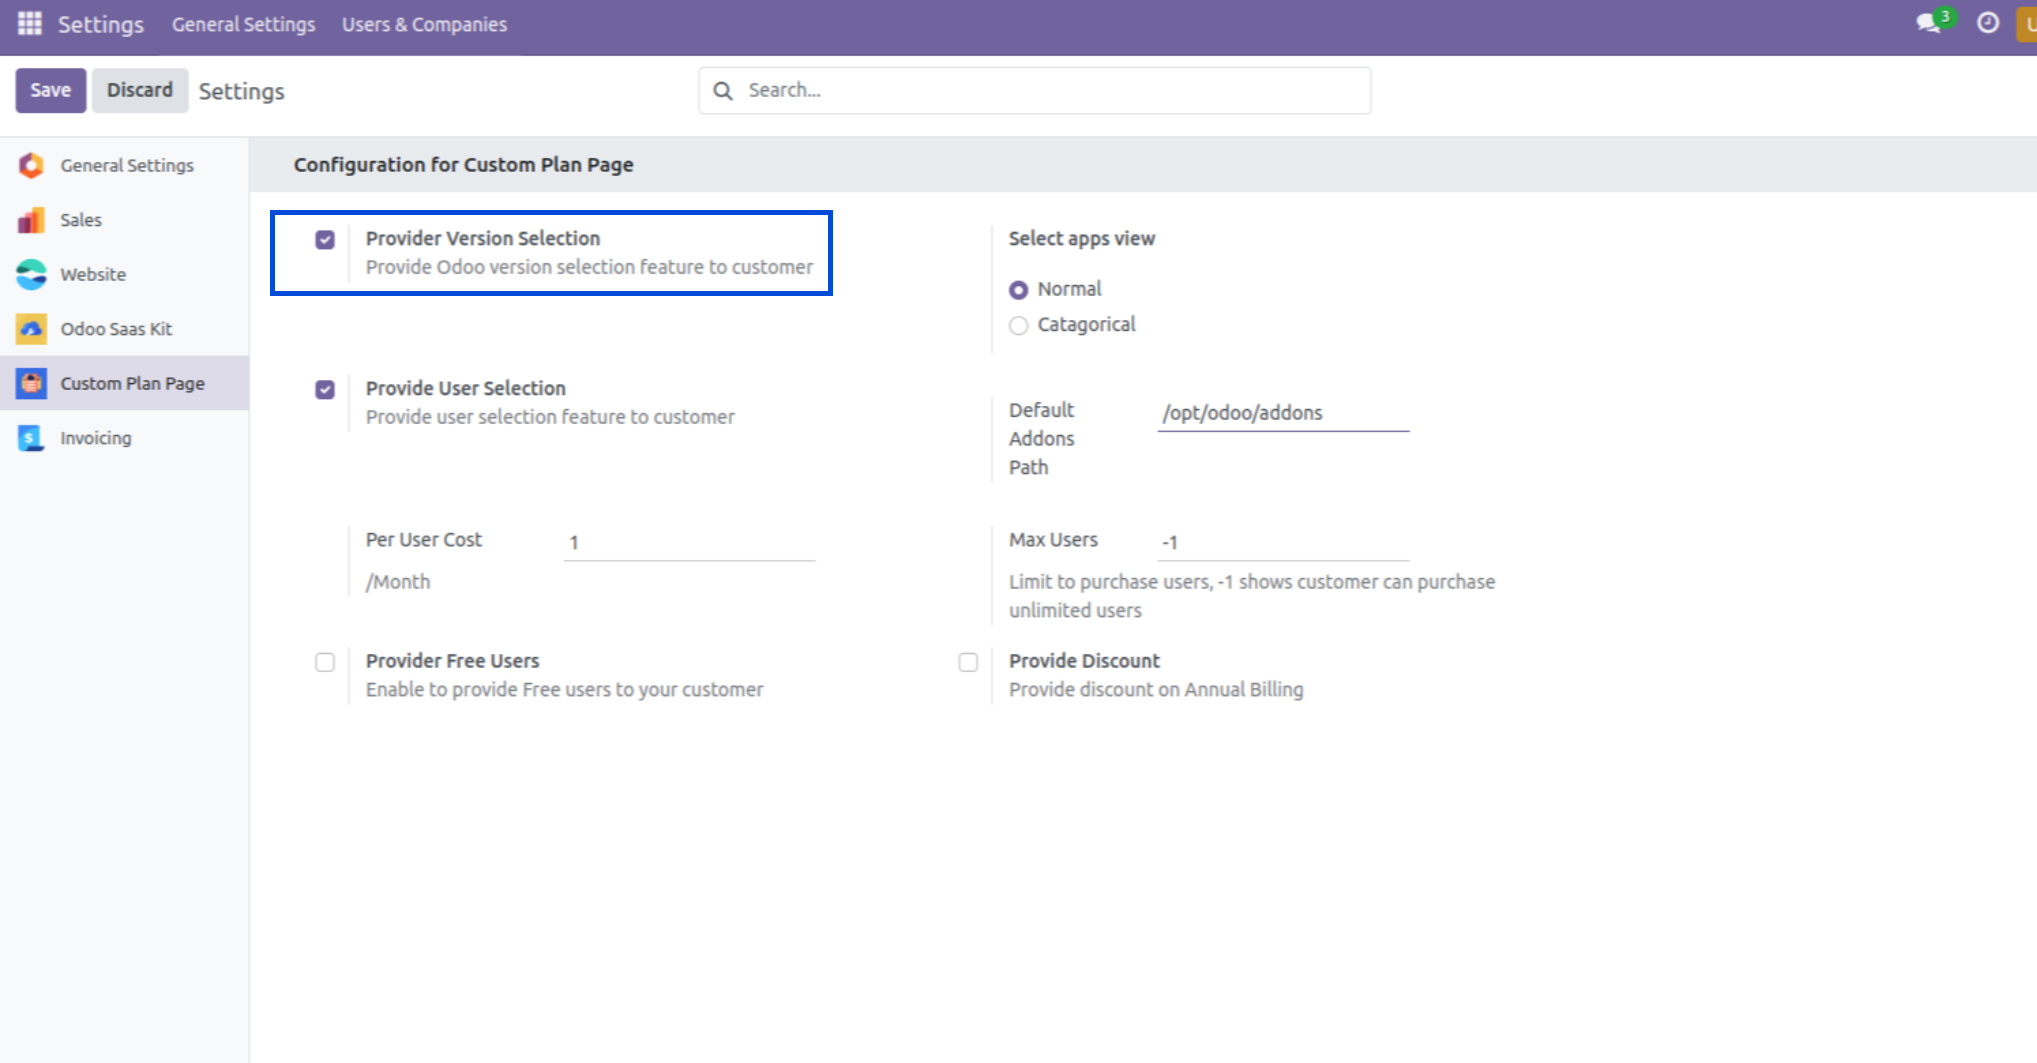 Settings General Settings Users & Companies 3 U
Save Discard Settings Search...
General Settings
Sales
Website
Odoo Saas Kit
Custom Plan Page
Invoicing
Configuration for Custom Plan Page
Provider Version Selection
Provide Odoo version selection feature to customer
Select apps view
Normal
Catagorical
Provide User Selection
Provide user selection feature to customer
Default
Addons
Path
/opt/odoo/addons
Per User Cost 1
/Month
Max Users -1
Limit to purchase users, -1 shows customer can purchase
unlimited users
Provider Free Users
Enable to provide Free users to your customer
Provide Discount
Provide discount on Annual Billing